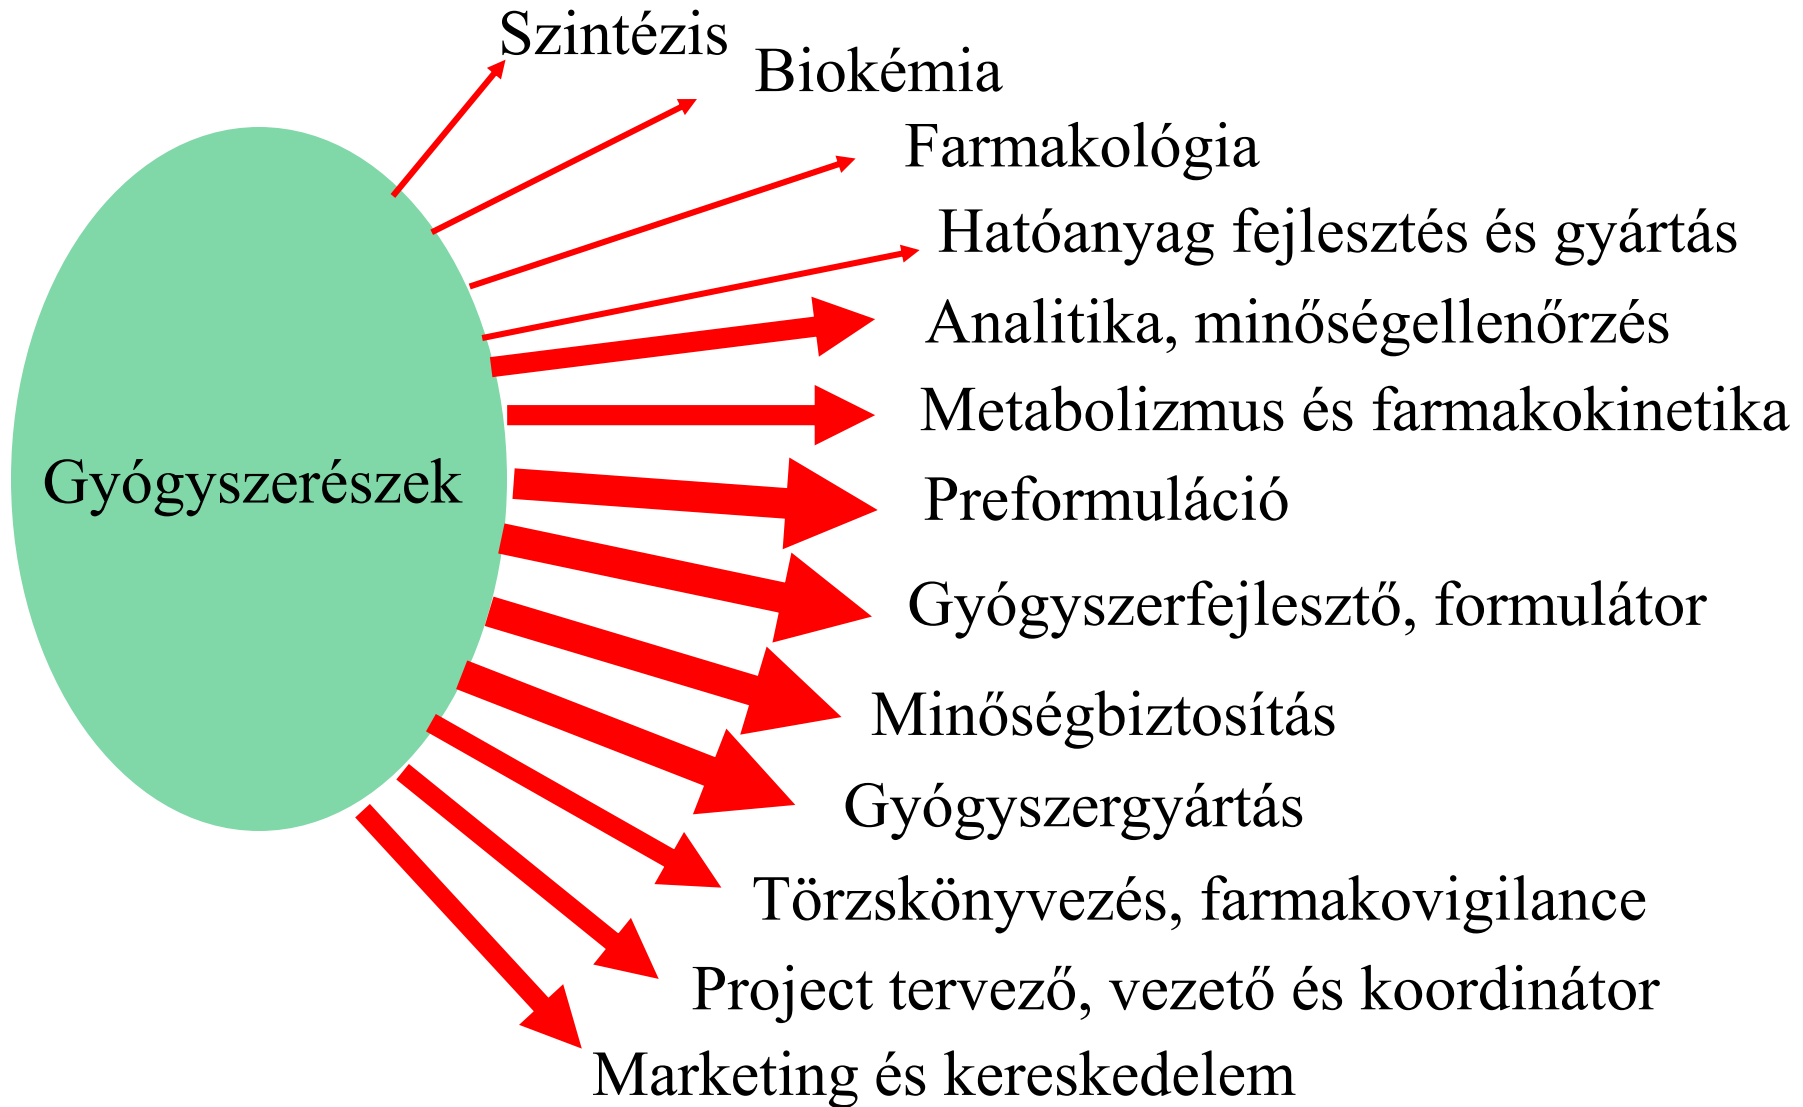 Szintézis
Biokémia
Farmakológia
Hatóanyag fejlesztés és gyártás
Analitika, minőségellenőrzés
Metabolizmus és farmakokinetika
Gyógyszerészek
Preformuláció
Gyógyszerfejlesztő, formulátor
Minőségbiztosítás
Gyógyszergyártás
Törzskönyvezés, farmakovigilance
Project tervező, vezető és koordinátor
Marketing és kereskedelem